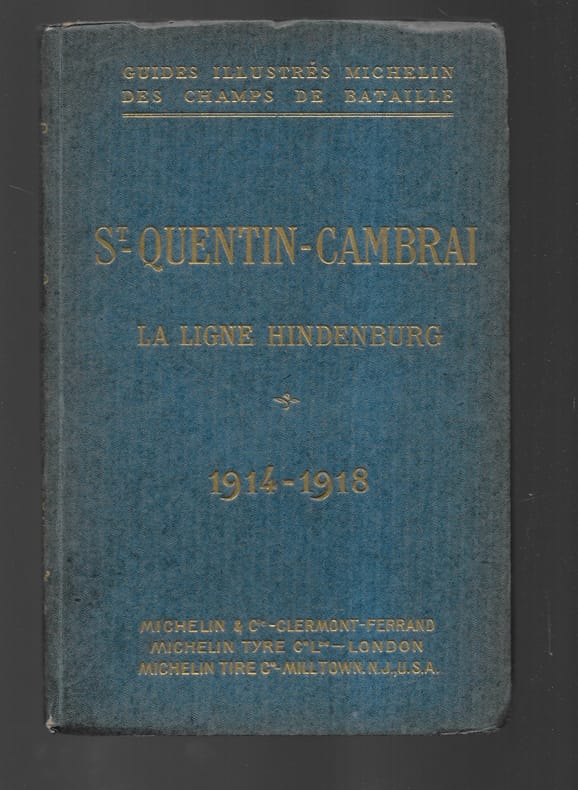 GUIDES ILLUSTRÉS MICHELIN
DES CHAMPS DE BATAILLE
ST-QUENTIN-CAMBRAI
LA LIGNE HINDENBURG
1914-1918
MICHELIN & Cie-CLERMONT-FERRAND
MICHELIN TYRE Co Ld—LONDON
MICHELIN TIRE Co-MILLTOWN.N.J.,U.S.A.